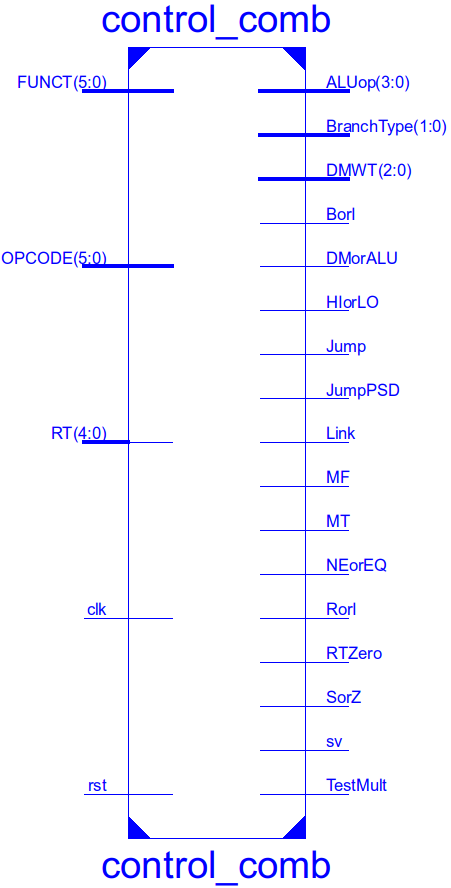 control_comb
FUNCT(5:0)
OPCODE(5:0)
RT(4:0)
clk
rst
ALUop(3:0)
BranchType(1:0)
DMWT(2:0)
BorI
DMorALU
HIorLO
Jump
JumpPSD
Link
MF
MT
NEorEQ
RorI
RTZero
SorZ
sv
TestMult
control_comb